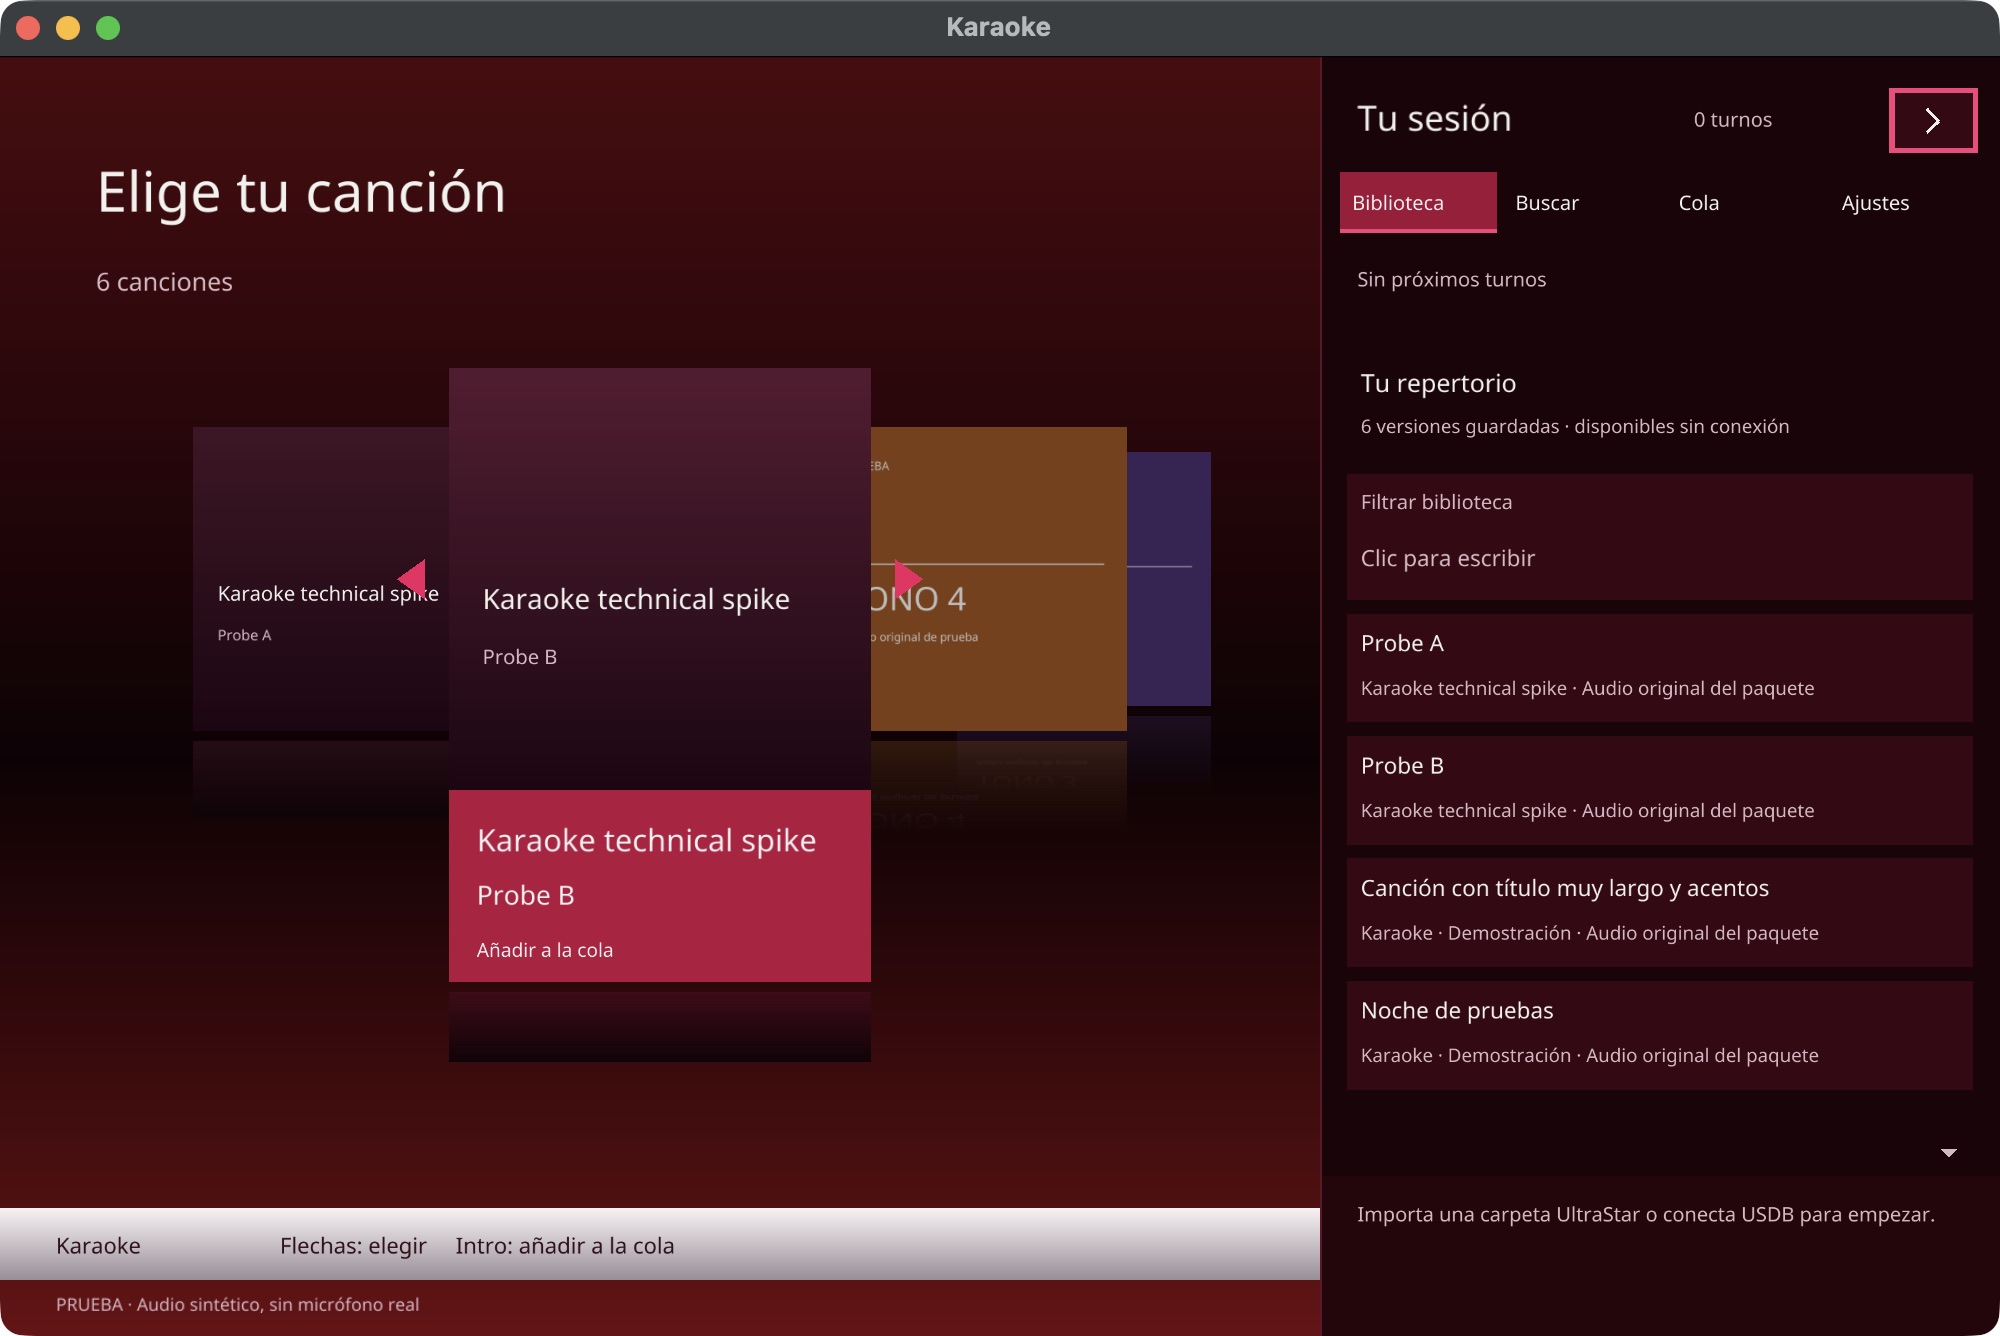 Karaoke
Elige tu canción
6 canciones
Karaoke technical spike
Probe A
Karaoke technical spike
Probe B
EBA
ONO 4
o original de prueba
Karaoke technical spike
Probe B
Añadir a la cola
Karaoke
Flechas: elegir
Intro: añadir a la cola
PRUEBA · Audio sintético, sin micrófono real
Tu sesión
0 turnos
Biblioteca
Buscar
Cola
Ajustes
Sin próximos turnos
Tu repertorio
6 versiones guardadas · disponibles sin conexión
Filtrar biblioteca
Clic para escribir
Probe A
Karaoke technical spike · Audio original del paquete
Probe B
Karaoke technical spike · Audio original del paquete
Canción con título muy largo y acentos
Karaoke · Demostración · Audio original del paquete
Noche de pruebas
Karaoke · Demostración · Audio original del paquete
Importa una carpeta UltraStar o conecta USDB para empezar.